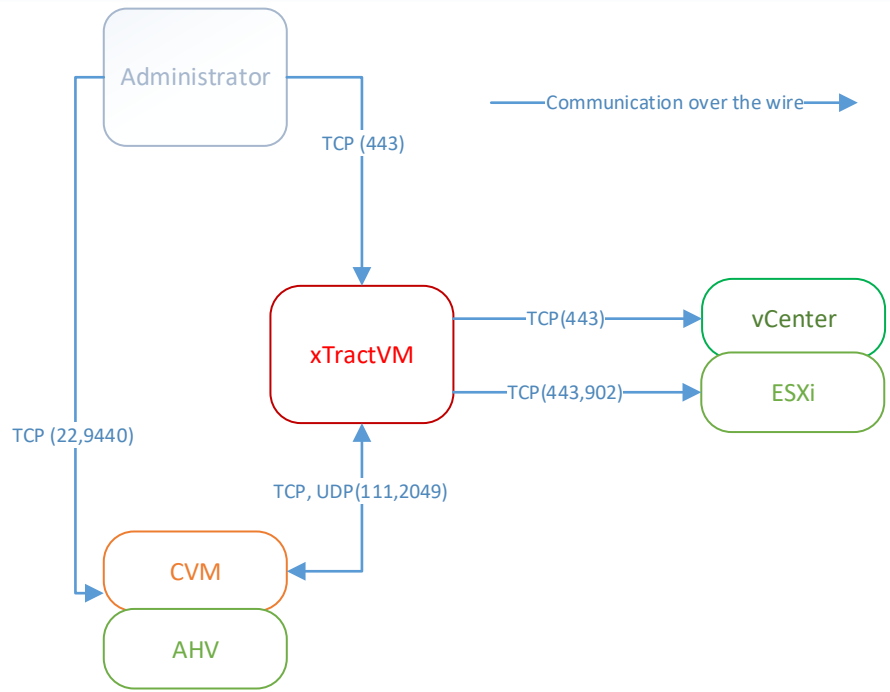 Administrator
Communication over the wire
TCP (443)
xTractVM
TCP(443)
vCenter
TCP(443,902)
ESXi
TCP (22,9440)
TCP, UDP(111,2049)
CVM
AHV